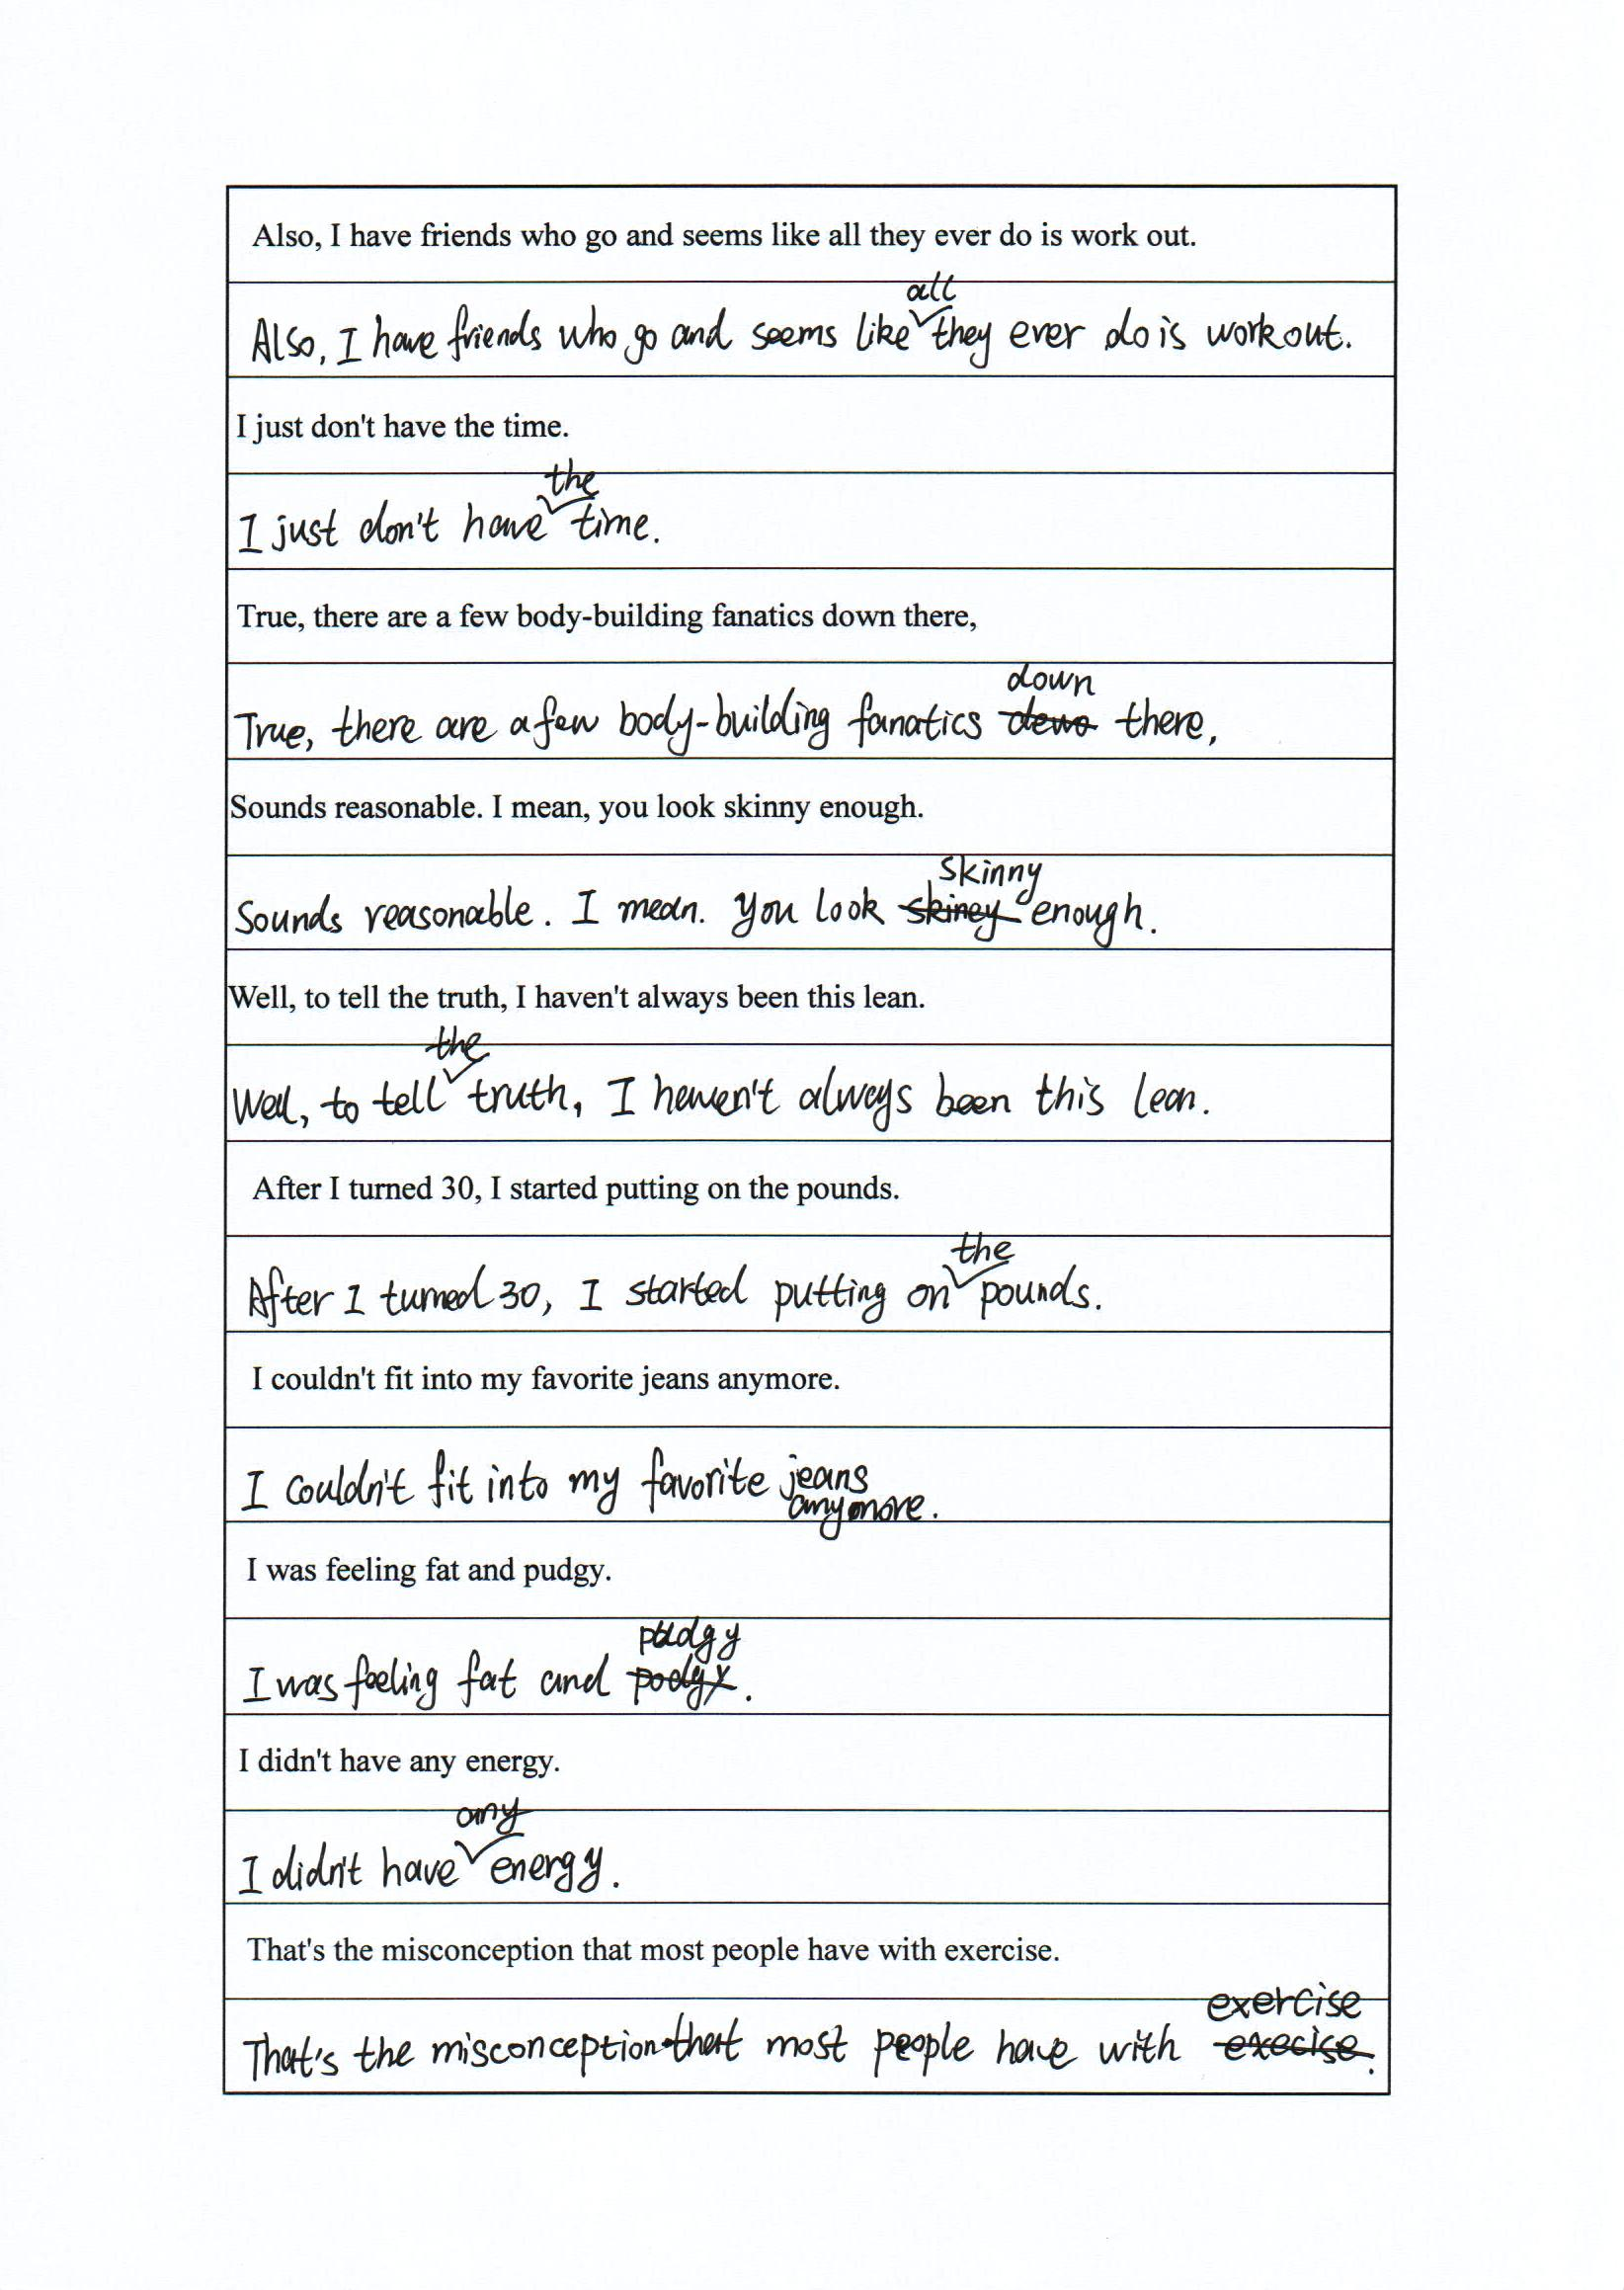 Also, I have friends who go and seems like all they ever do is work out.
Also, I have friends who go and seems like all they ever do is work out.
I just don't have the time.
I just don't have the time.
True, there are a few body-building fanatics down there,
True, there are a few body-building fanatics down there,
Sounds reasonable. I mean, you look skinny enough.
Sounds reasonable. I mean. you look skinny enough.
Well, to tell the truth, I haven't always been this lean.
Well, to tell the truth, I haven't always been this lean.
After I turned 30, I started putting on the pounds.
After I turned 30, I started putting on the pounds.
I couldn't fit into my favorite jeans anymore.
I couldn't fit into my favorite jeans
anymore.
I was feeling fat and pudgy.
I was feeling fat and pudgy.
I didn't have any energy.
I didn't have any energy.
That's the misconception that most people have with exercise.
That's the misconception that most people have with exercise.